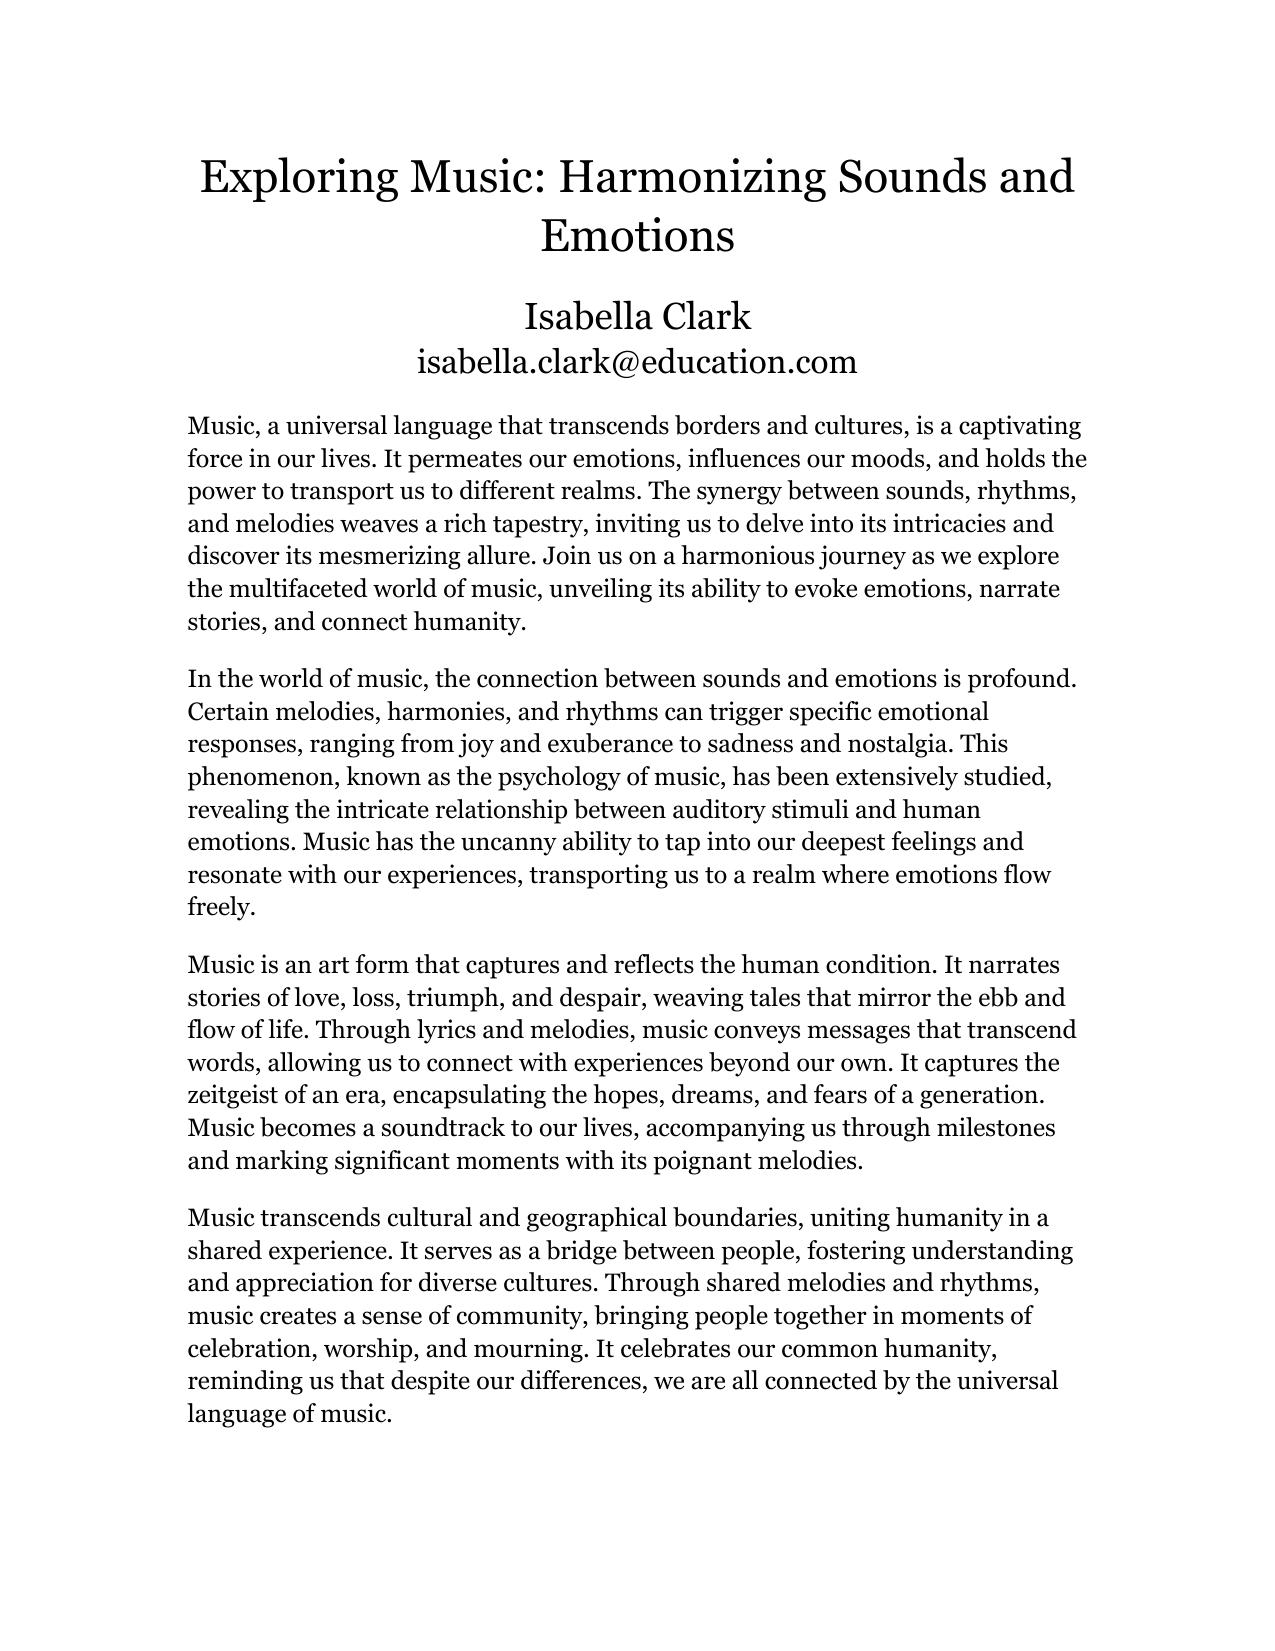 Exploring Music: Harmonizing Sounds and
Emotions
Isabella Clark
isabella.clark@education.com
Music, a universal language that transcends borders and cultures, is a captivating
force in our lives. It permeates our emotions, influences our moods, and holds the
power to transport us to different realms. The synergy between sounds, rhythms,
and melodies weaves a rich tapestry, inviting us to delve into its intricacies and
discover its mesmerizing allure. Join us on a harmonious journey as we explore
the multifaceted world of music, unveiling its ability to evoke emotions, narrate
stories, and connect humanity.
In the world of music, the connection between sounds and emotions is profound.
Certain melodies, harmonies, and rhythms can trigger specific emotional
responses, ranging from joy and exuberance to sadness and nostalgia. This
phenomenon, known as the psychology of music, has been extensively studied,
revealing the intricate relationship between auditory stimuli and human
emotions. Music has the uncanny ability to tap into our deepest feelings and
resonate with our experiences, transporting us to a realm where emotions flow
freely.
Music is an art form that captures and reflects the human condition. It narrates
stories of love, loss, triumph, and despair, weaving tales that mirror the ebb and
flow of life. Through lyrics and melodies, music conveys messages that transcend
words, allowing us to connect with experiences beyond our own. It captures the
zeitgeist of an era, encapsulating the hopes, dreams, and fears of a generation.
Music becomes a soundtrack to our lives, accompanying us through milestones
and marking significant moments with its poignant melodies.
Music transcends cultural and geographical boundaries, uniting humanity in a
shared experience. It serves as a bridge between people, fostering understanding
and appreciation for diverse cultures. Through shared melodies and rhythms,
music creates a sense of community, bringing people together in moments of
celebration, worship, and mourning. It celebrates our common humanity,
reminding us that despite our differences, we are all connected by the universal
language of music.